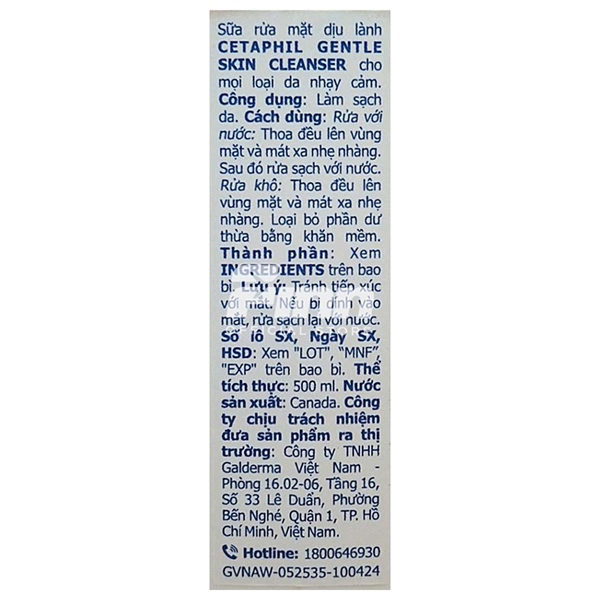 Sữa rửa mặt dịu lành
CETAPHIL GENTLE
SKIN CLEANSER cho
mọi loại da nhạy cảm.
Công dụng: Làm sạch
da. Cách dùng: Rửa với
nước: Thoa đều lên vùng
mặt và mát xa nhẹ nhàng.
Sau đó rửa sạch với nước.
Rửa khô: Thoa đều lên
vùng mặt và mát xa nhẹ
nhàng. Loại bỏ phần dư
thừa bằng khăn mềm.
Thành phần: Xem
INGREDIENTS trên bao
bì. Lưu ý: Tránh tiếp xúc
với mắt. Nếu bị dính vào
mắt, rửa sạch lại với nước.
Số lô SX, Ngày SX,
HSD: Xem "LOT", "MNF",
"EXP" trên bao bì. Thể
tích thực: 500 ml. Nước
sản xuất: Canada. Công
ty chịu trách nhiệm
đưa sản phẩm ra thị
trường: Công ty TNHH
Galderma Việt Nam -
Phòng 16.02-06, Tầng 16,
Số 33 Lê Duẩn, Phường
Bến Nghé, Quận 1, TP. Hồ
Chí Minh, Việt Nam.
Hotline: 1800646930
GVNAW-052535-100424